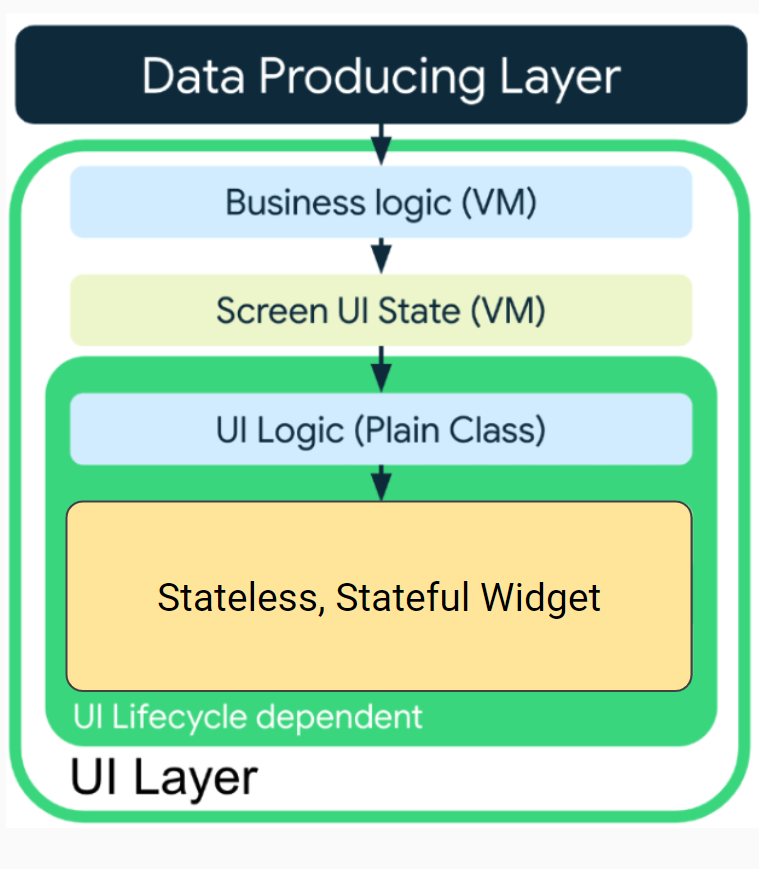 Data Producing Layer
Business logic (VM)
Screen UI State (VM)
UI Logic (Plain Class)
Stateless, Stateful Widget
UI Lifecycle dependent
UI Layer